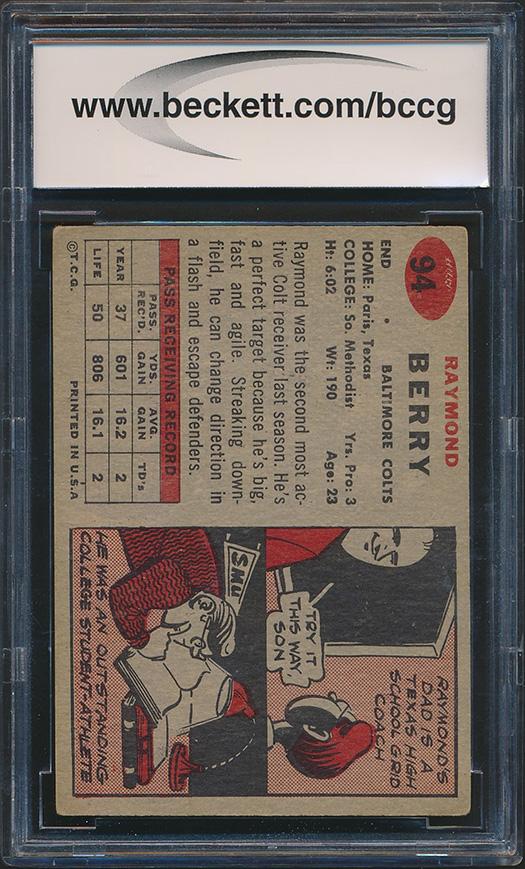 www.beckett.com/bccg
94
RAYMOND
BERRY
END • BALTIMORE COLTS
HOME: Paris, Texas
COLLEGE: So. Methodist Yrs. Pro: 3
Ht: 6:02 Wt: 190 Age: 23
Raymond was the second most ac-
tive Colt receiver last season. He's
a perfect target because he's big,
fast and agile. Streaking down-
field, he can change direction in
a flash and escape defenders.
PASS RECEIVING RECORD
PASS. YDS. AVG.
REC'D. GAIN GAIN TD's
YEAR 37 601 16.2 2
LIFE 50 806 16.1 2
©T.C.G. PRINTED IN U.S.A
RAYMOND'S
DAD IS A
TEXAS HIGH
SCHOOL GRID
COACH
TRY IT
THIS WAY,
SON
SMU
HE WAS AN OUTSTANDING
COLLEGE STUDENT-ATHLETE